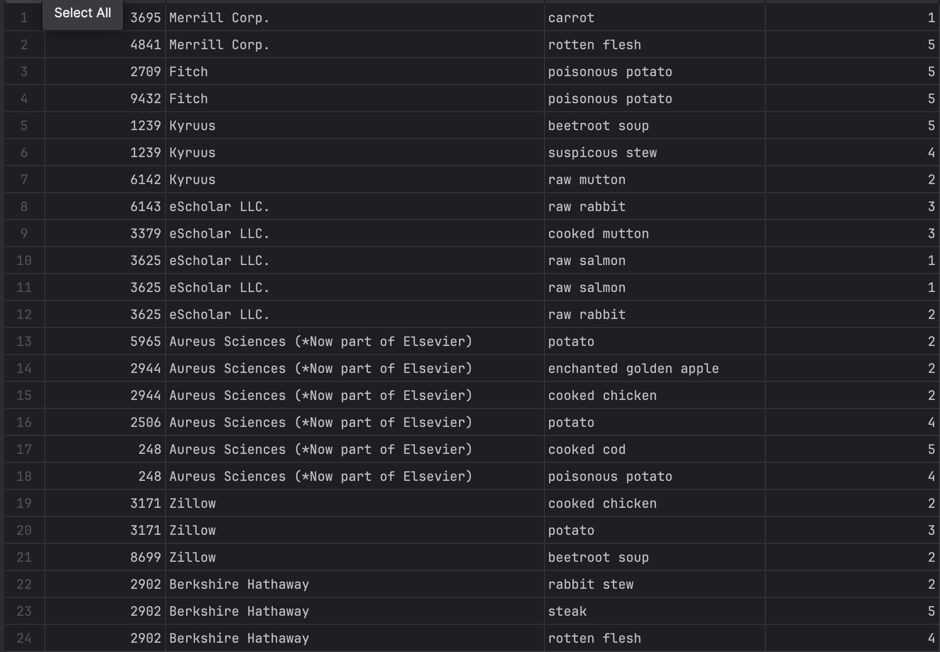 Select All
1 3695 Merrill Corp. carrot 1
2 4841 Merrill Corp. rotten flesh 5
3 2709 Fitch poisonous potato 5
4 9432 Fitch poisonous potato 5
5 1239 Kyruus beetroot soup 5
6 1239 Kyruus suspicous stew 4
7 6142 Kyruus raw mutton 2
8 6143 eScholar LLC. raw rabbit 3
9 3379 eScholar LLC. cooked mutton 3
10 3625 eScholar LLC. raw salmon 1
11 3625 eScholar LLC. raw salmon 1
12 3625 eScholar LLC. raw rabbit 2
13 5965 Aureus Sciences (*Now part of Elsevier) potato 2
14 2944 Aureus Sciences (*Now part of Elsevier) enchanted golden apple 2
15 2944 Aureus Sciences (*Now part of Elsevier) cooked chicken 2
16 2506 Aureus Sciences (*Now part of Elsevier) potato 4
17 248 Aureus Sciences (*Now part of Elsevier) cooked cod 5
18 248 Aureus Sciences (*Now part of Elsevier) poisonous potato 4
19 3171 Zillow cooked chicken 2
20 3171 Zillow potato 3
21 8699 Zillow beetroot soup 2
22 2902 Berkshire Hathaway rabbit stew 2
23 2902 Berkshire Hathaway steak 5
24 2902 Berkshire Hathaway rotten flesh 4